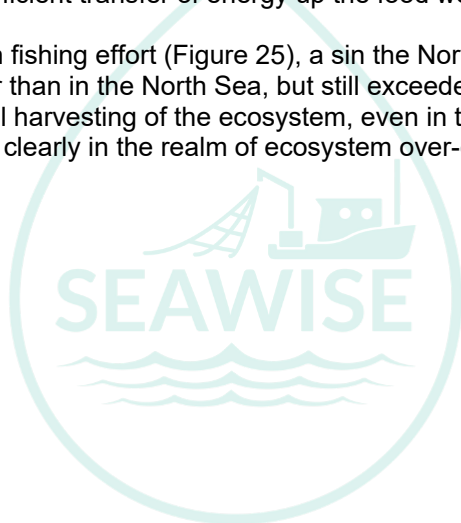 fficient transfer of energy up the food we
n fishing effort (Figure 25), a sin the Nor
r than in the North Sea, but still exceede
l harvesting of the ecosystem, even in t
clearly in the realm of ecosystem over-
SEAWISE